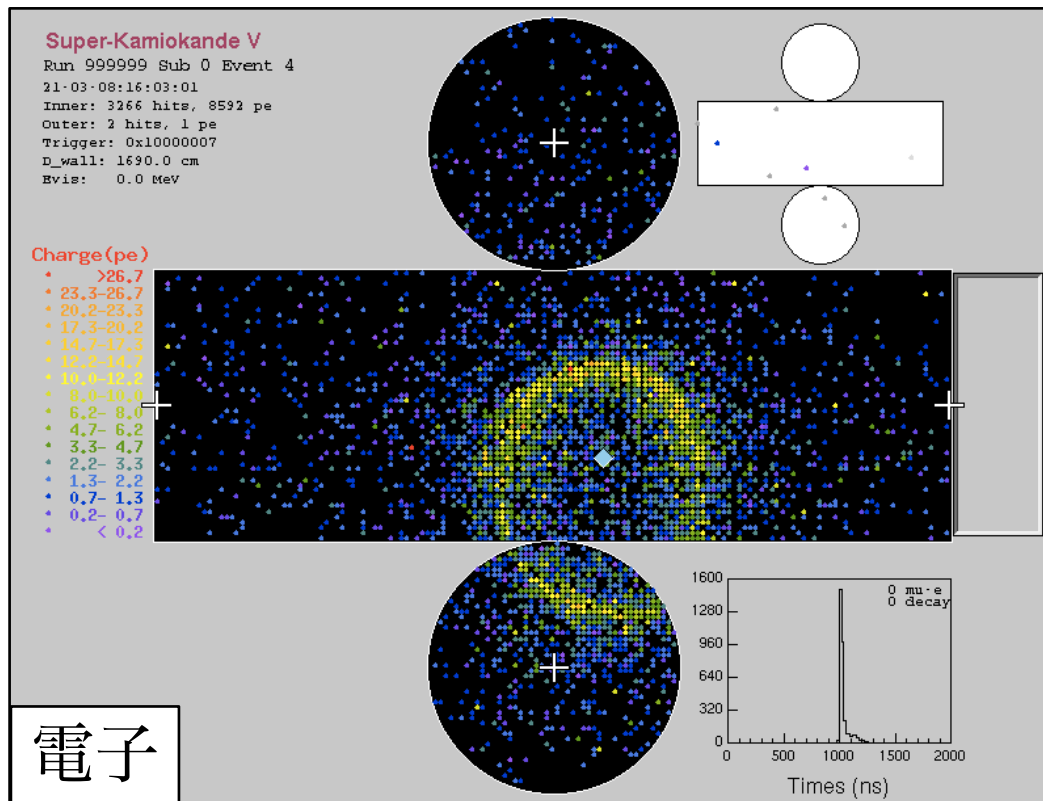 Super-Kamiokande V
Run 999999 Sub 0 Event 4
21-03-08:16:03:01
Inner: 3266 hits, 8592 pe
Outer: 2 hits, 1 pe
Trigger: 0x10000007
D_wall: 1690.0 cm
Evis: 0.0 MeV
Charge(pe)
>26.7
23.3-26.7
20.2-23.3
17.3-20.2
14.7-17.3
12.2-14.7
10.0-12.2
8.0-10.0
6.2- 8.0
4.7- 6.2
3.3- 4.7
2.2- 3.3
1.3- 2.2
0.7- 1.3
0.2- 0.7
< 0.2
0 mu-e
0 decay
1600
1280
960
640
320
0
0 500 1000 1500 2000
Times (ns)
電子